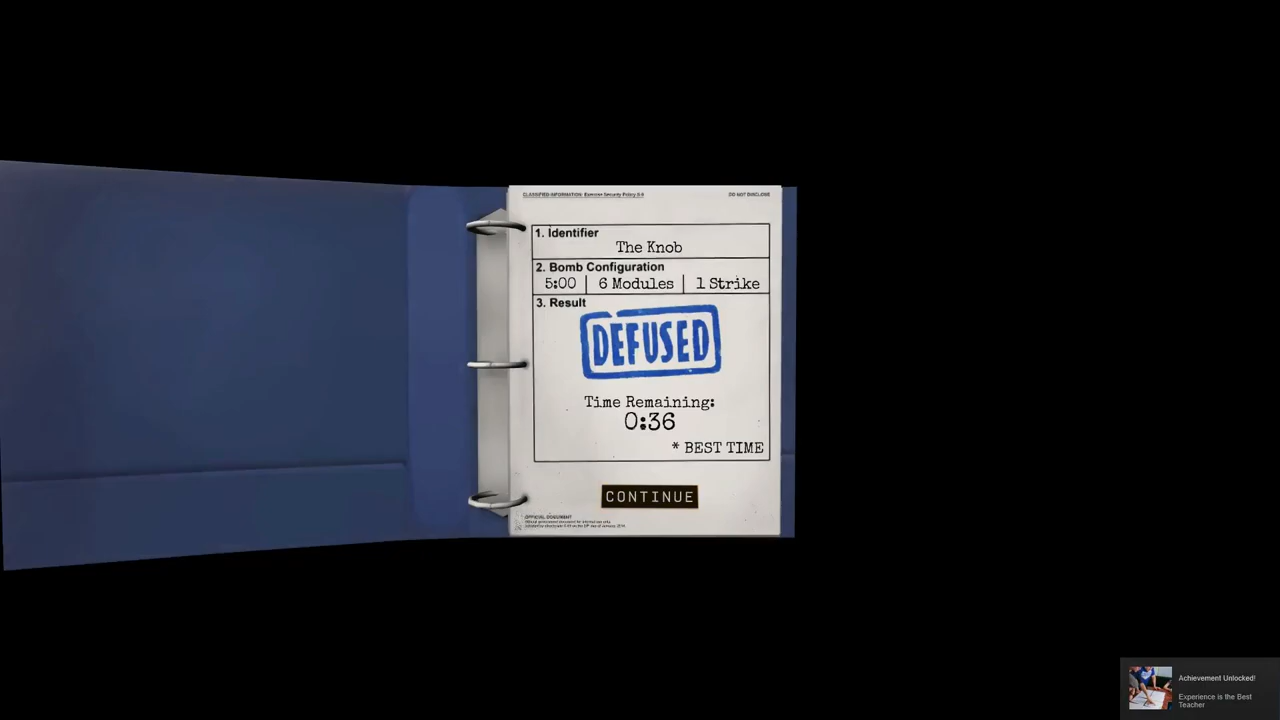 CLASSIFIED INFORMATION: Exercise Security Policy
DO NOT DISCLOSE
1. Identifier
The Knob
2. Bomb Configuration
5:00 | 6 Modules | 1 Strike
3. Result
DEFUSED
Time Remaining:
0:36
* BEST TIME
CONTINUE
OFFICIAL DOCUMENT
Achievement Unlocked!
Experience is the Best
Teacher